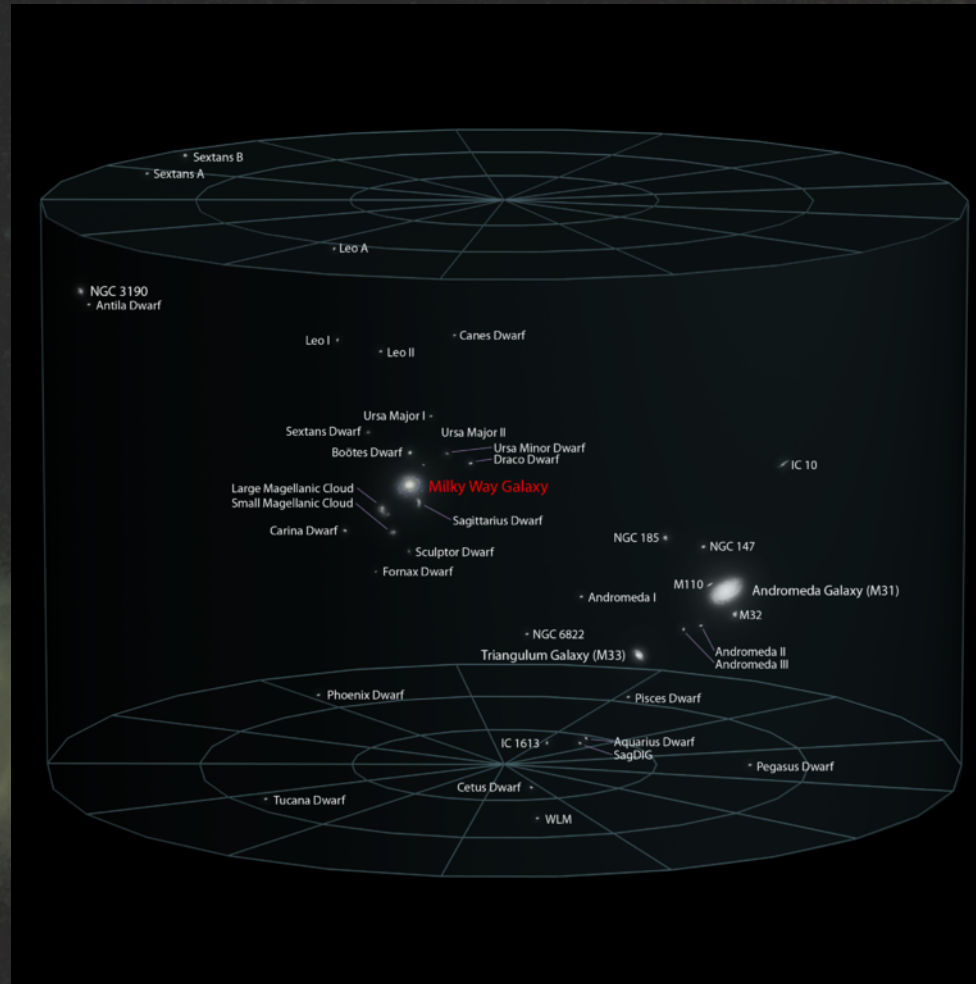 Sextans B
Sextans A
Leo A
NGC 3190
Antila Dwarf
Canes Dwarf
Leo I
Leo II
Ursa Major I
Sextans Dwarf
Ursa Major II
Boötes Dwarf
Ursa Minor Dwarf
Draco Dwarf
IC 10
Milky Way Galaxy
Large Magellanic Cloud
Small Magellanic Cloud
Sagittarius Dwarf
Carina Dwarf
NGC 185
NGC 147
Sculptor Dwarf
Fornax Dwarf
M110
Andromeda Galaxy (M31)
Andromeda I
M32
NGC 6822
Andromeda II
Triangulum Galaxy (M33)
Andromeda III
Phoenix Dwarf
Pisces Dwarf
IC 1613
Aquarius Dwarf
SagDIG
Pegasus Dwarf
Cetus Dwarf
Tucana Dwarf
WLM